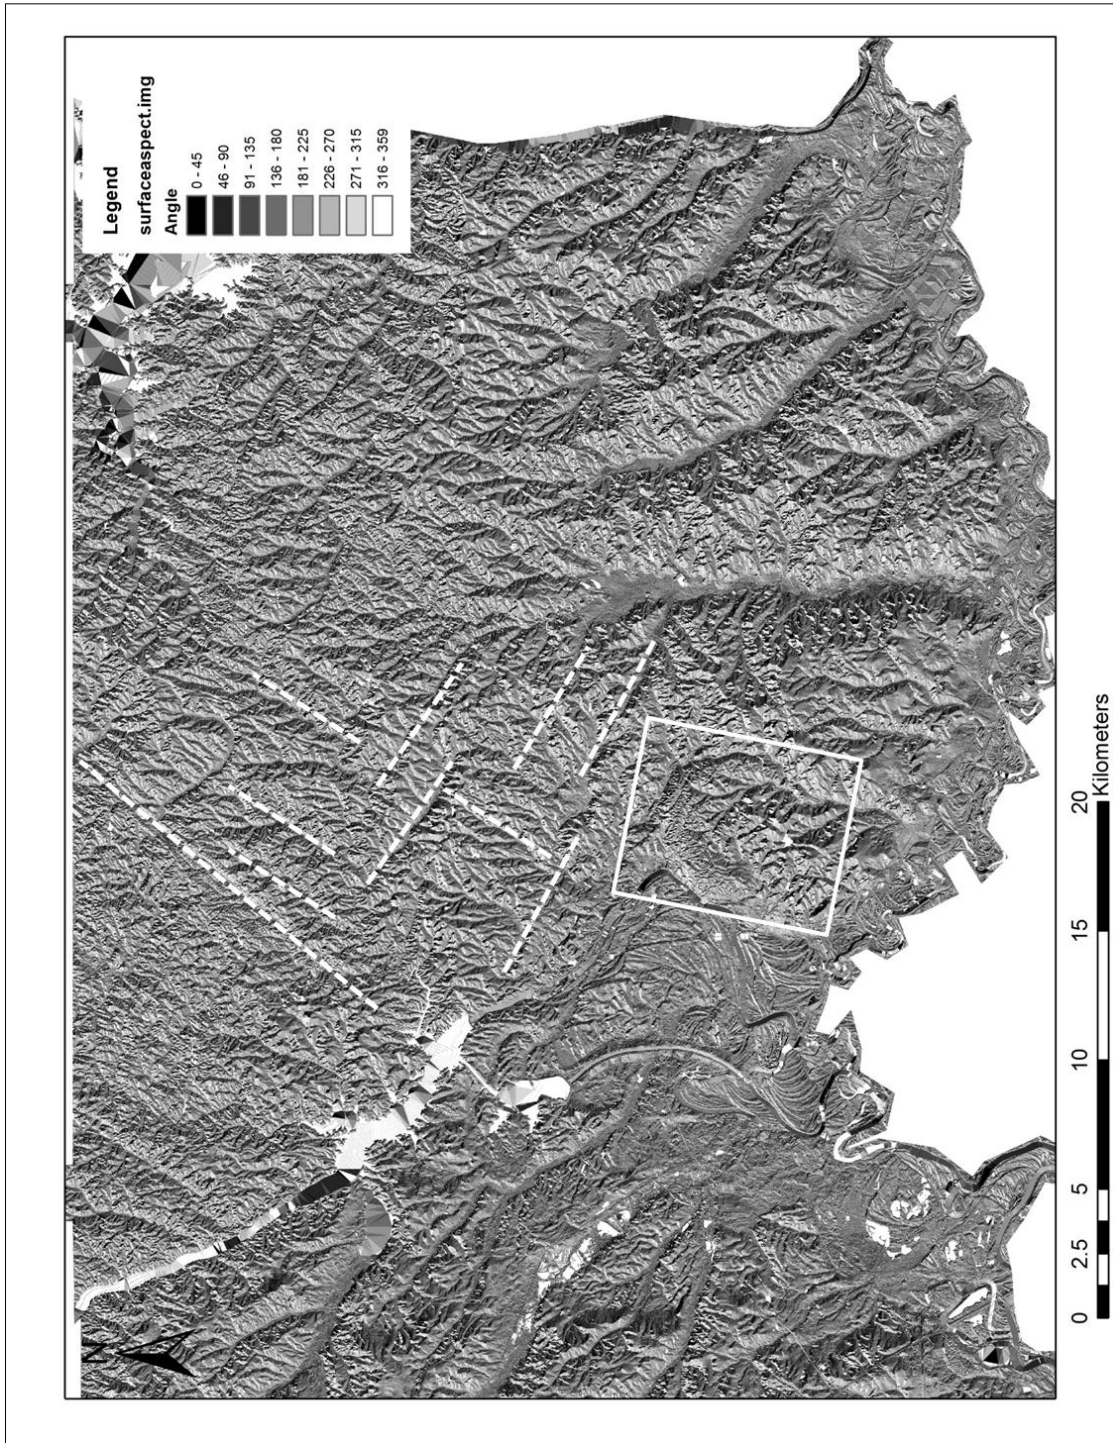 Legend
surfaceaspect.img
Angle
0 - 45
46 - 90
91 - 135
136 - 180
181 - 225
226 - 270
271 - 315
316 - 359
N
0 2.5 5 10 15 20
Kilometers